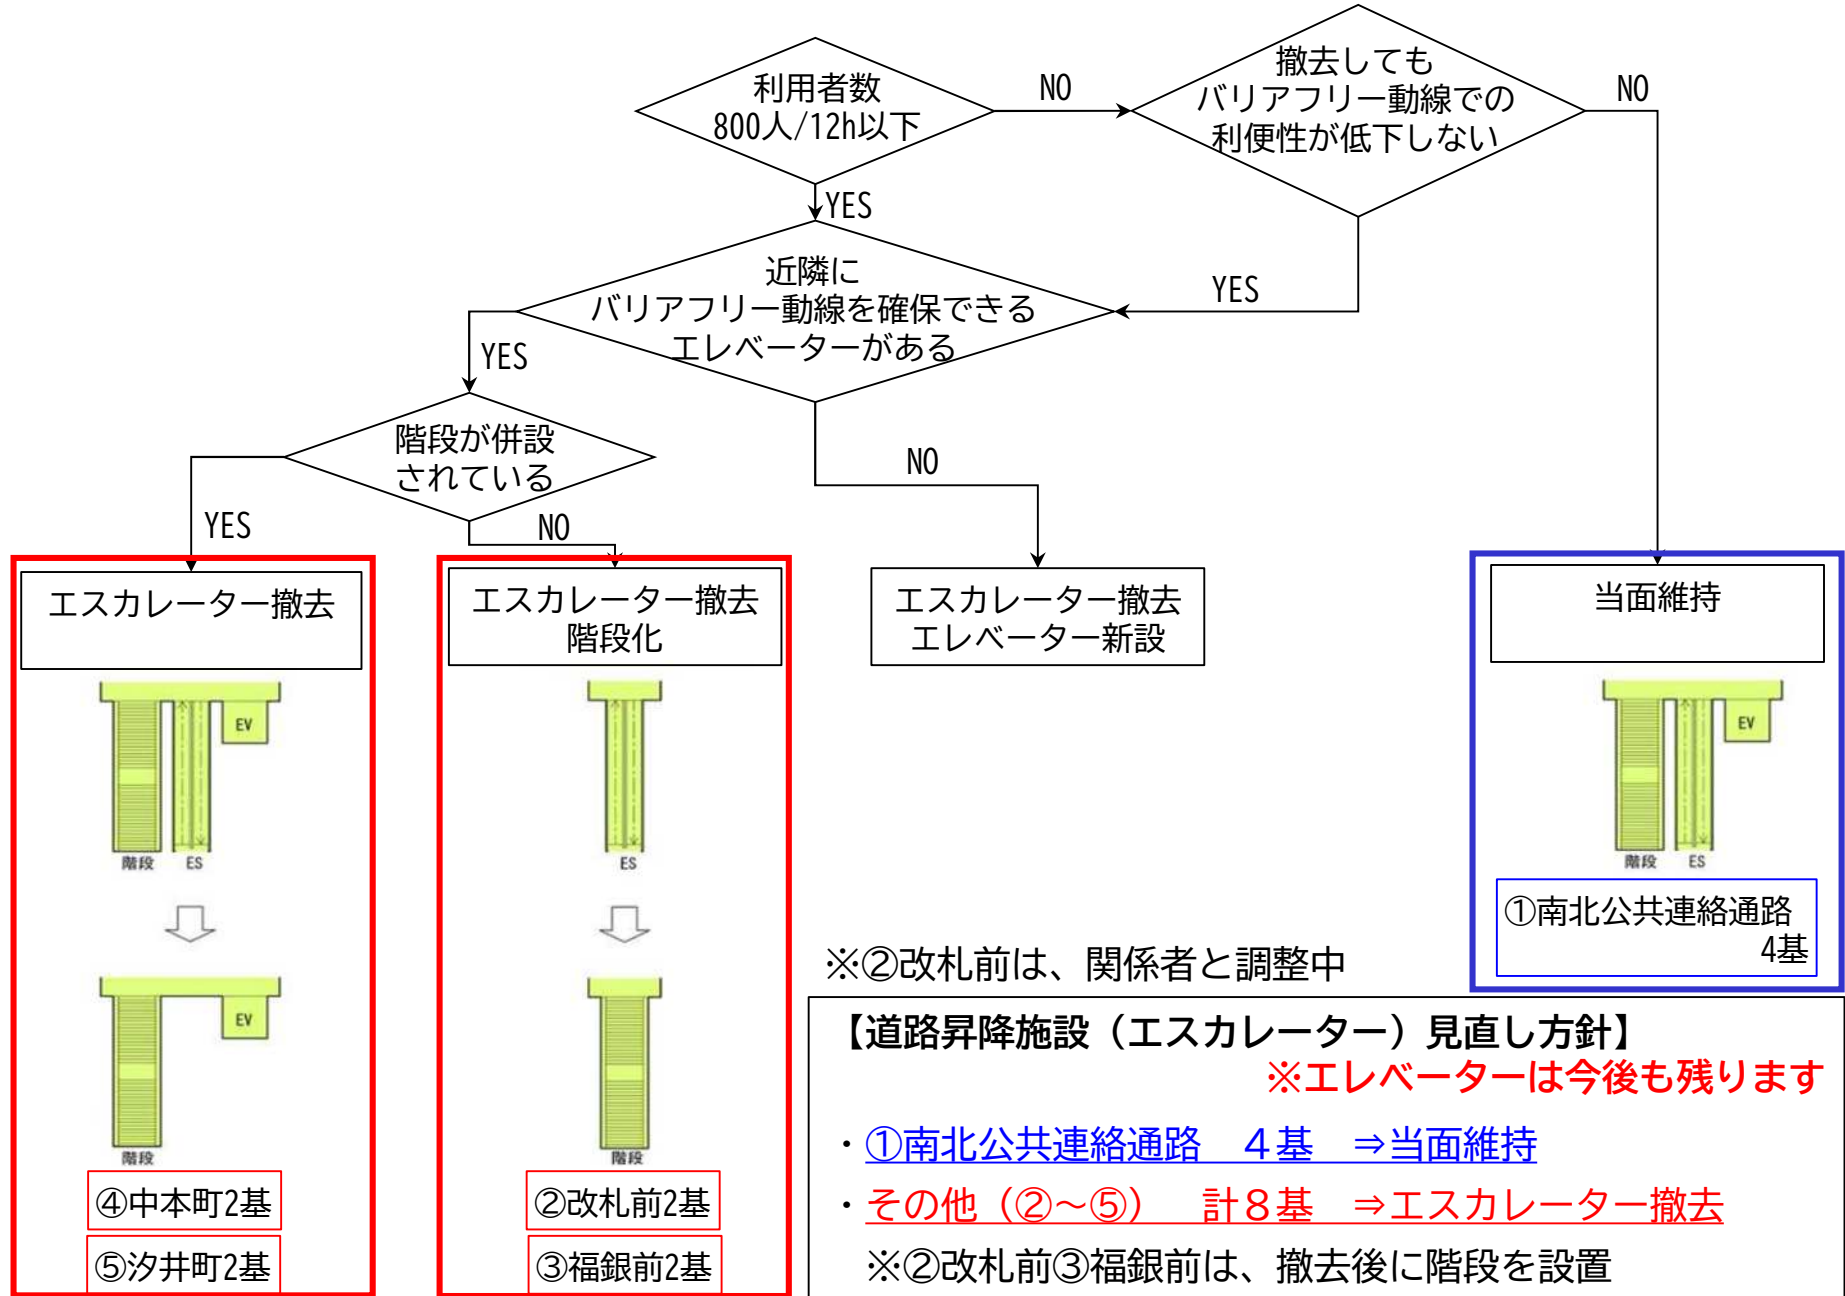 利用者数
800人/12h以下
NO
撤去しても
バリアフリー動線での
利便性が低下しない
NO
YES
近隣に
バリアフリー動線を確保できる
エレベーターがある
YES
YES
階段が併設
されている
NO
YES
NO
エスカレーター撤去
エスカレーター撤去
階段化
エスカレーター撤去
エレベーター新設
当面維持
EV
階段 ES
ES
EV
階段 ES
①南北公共連絡通路
4基
EV
階段
階段
④中本町2基
⑤汐井町2基
②改札前2基
③福銀前2基
※②改札前は、関係者と調整中
【道路昇降施設（エスカレーター）見直し方針】
※エレベーターは今後も残ります
・①南北公共連絡通路　４基　⇒当面維持
・その他（②～⑤）　計８基　⇒エスカレーター撤去
※②改札前③福銀前は、撤去後に階段を設置